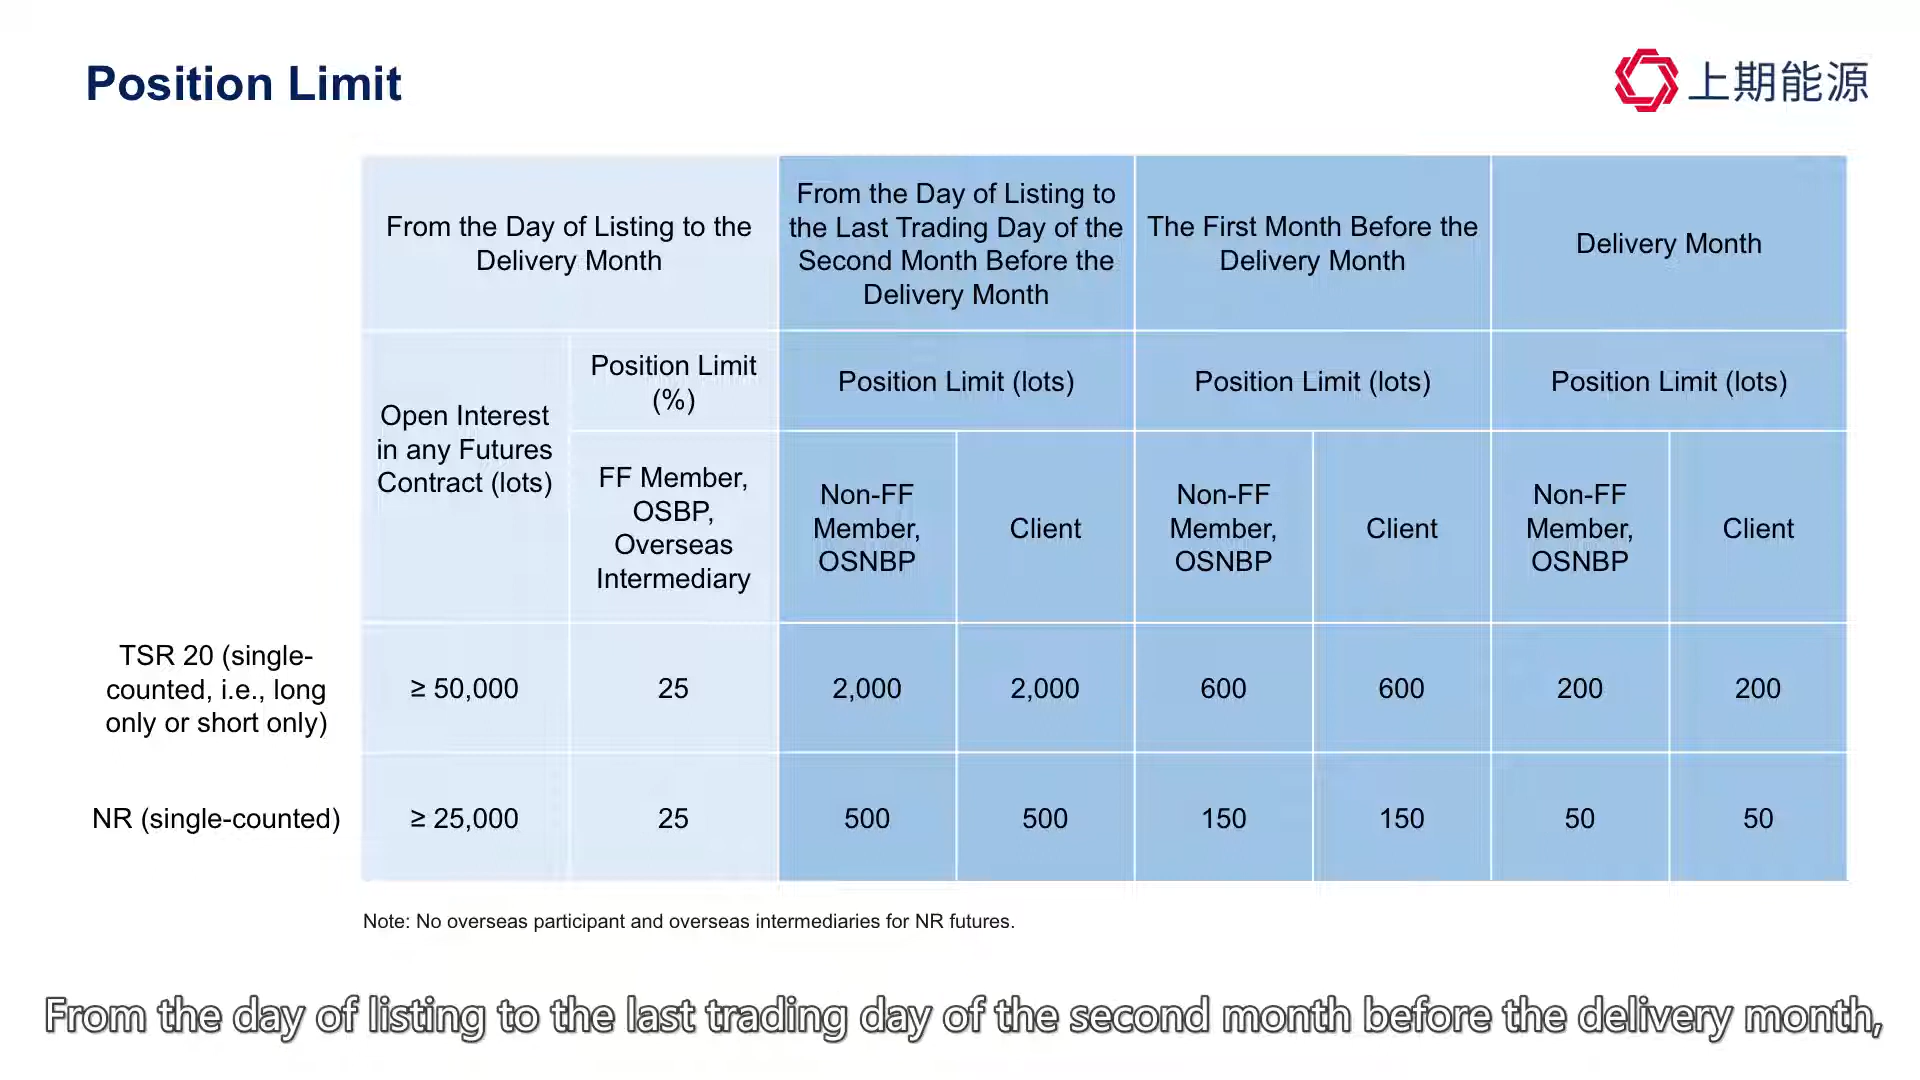 Position Limit
上期能源
From the Day of Listing to the
Delivery Month
From the Day of Listing to
the Last Trading Day of the
Second Month Before the
Delivery Month
The First Month Before the
Delivery Month
Delivery Month
Open Interest
in any Futures
Contract (lots)
Position Limit
(%)
Position Limit (lots)
Position Limit (lots)
Position Limit (lots)
FF Member,
OSBP,
Overseas
Intermediary
Non-FF
Member,
OSNBP
Client
Non-FF
Member,
OSNBP
Client
Non-FF
Member,
OSNBP
Client
TSR 20 (single-
counted, i.e., long
only or short only)
≥ 50,000
25
2,000
2,000
600
600
200
200
NR (single-counted)
≥ 25,000
25
500
500
150
150
50
50
Note: No overseas participant and overseas intermediaries for NR futures.
From the day of listing to the last trading day of the second month before the delivery month,